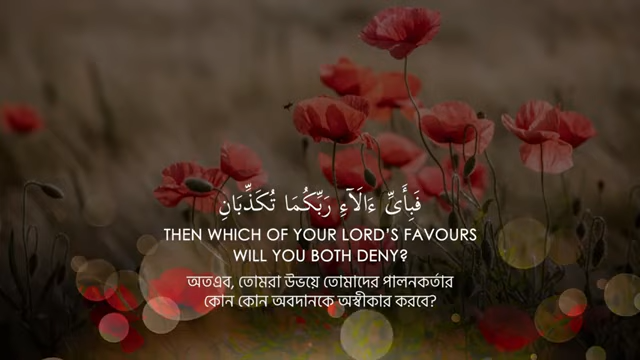 فَبِأَيِّ ءَالَآءِ رَبِّكُمَا تُكَذِّبَانِ
THEN WHICH OF YOUR LORD'S FAVOURS
WILL YOU BOTH DENY?
অতএব, তোমরা উভয়ে তোমাদের পালনকর্তার
কোন কোন অবদানকে অস্বীকার করবে?